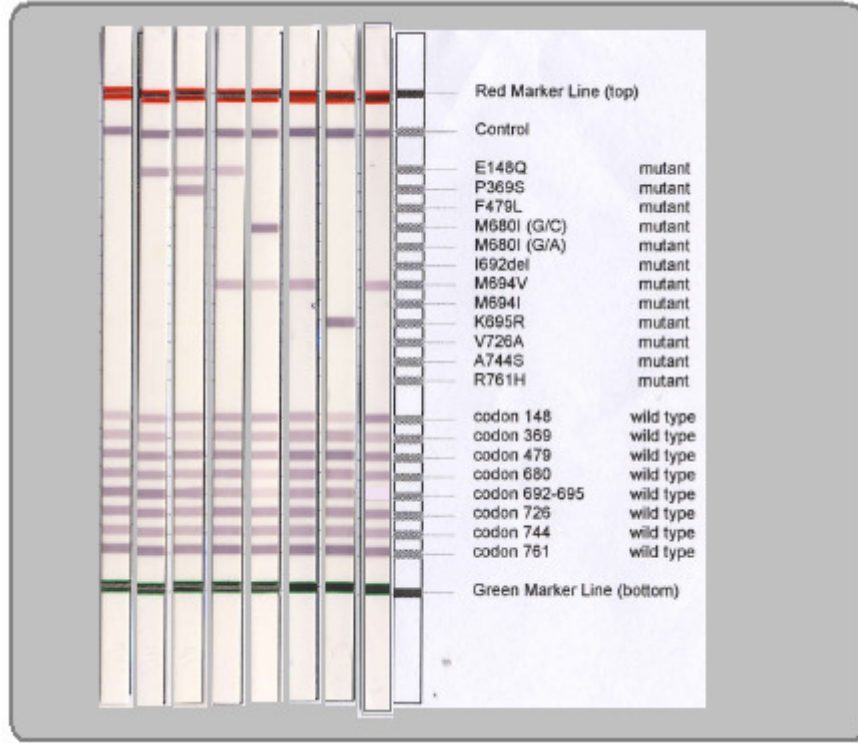 Red Marker Line (top)
Control
E148Q mutant
P369S mutant
F479L mutant
M680I (G/C) mutant
M680I (G/A) mutant
I692del mutant
M694V mutant
M694I mutant
K695R mutant
V726A mutant
A744S mutant
R761H mutant
codon 148 wild type
codon 369 wild type
codon 479 wild type
codon 680 wild type
codon 692-695 wild type
codon 726 wild type
codon 744 wild type
codon 761 wild type
Green Marker Line (bottom)